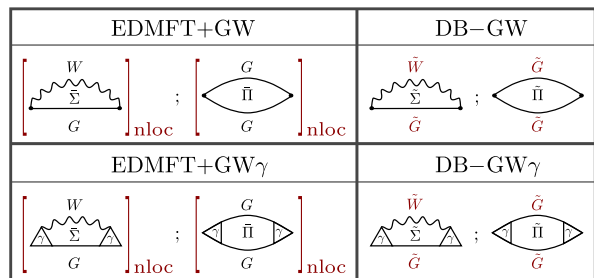 EDMFT+GW DB−GW
W G W̃ G̃
Σ̄ ; Π̄ Σ̃ ; Π̃
G nloc G nloc G̃ G̃
EDMFT+GWγ DB−GWγ
W G W̃ G̃
γ Σ̄ γ ; γ Π̄ γ γ Σ̃ γ ; γ Π̃ γ
G nloc G nloc G̃ G̃